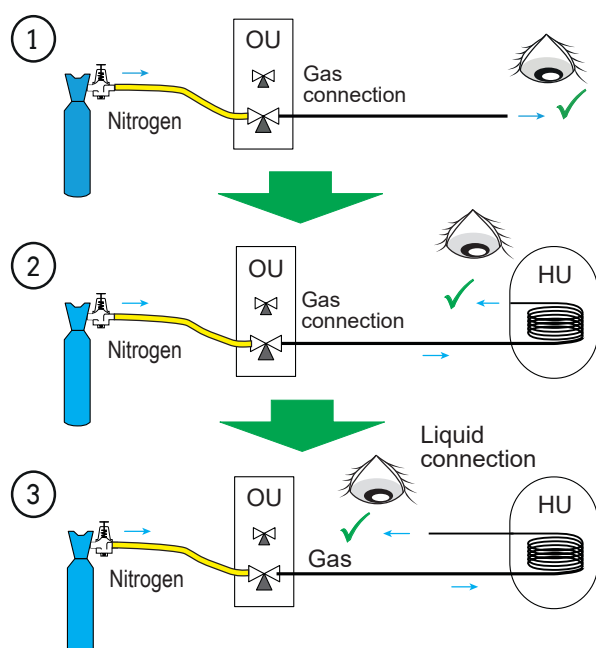 1
OU
Gas
connection
Nitrogen
2
OU
HU
Gas
connection
Nitrogen
Liquid
connection
3
OU
HU
Gas
Nitrogen